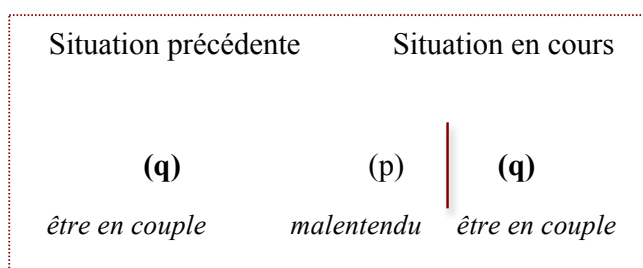 Situation précédente Situation en cours
(q) (p) (q)
être en couple malentendu être en couple